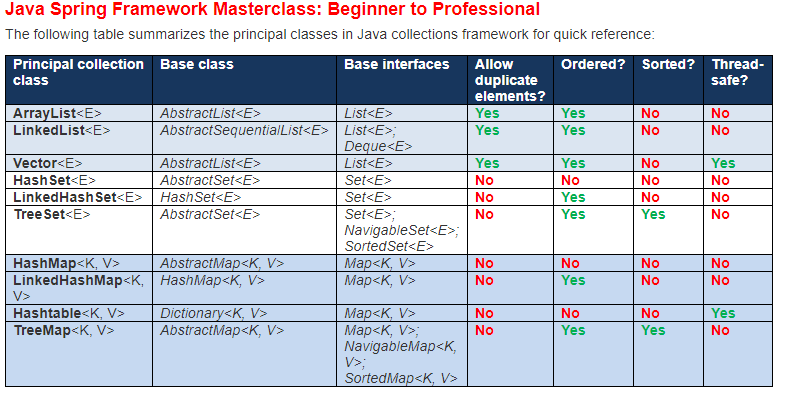 Java Spring Framework Masterclass: Beginner to Professional
The following table summarizes the principal classes in Java collections framework for quick reference:
Principal collection Base class Base interfaces Allow Ordered? Sorted? Thread-
class duplicate safe?
elements?
ArrayList<E> AbstractList<E> List<E> Yes Yes No No
LinkedList<E> AbstractSequentialList<E> List<E>; Yes Yes No No
Deque<E>
Vector<E> AbstractList<E> List<E> Yes Yes No Yes
HashSet<E> AbstractSet<E> Set<E> No No No No
LinkedHashSet<E> HashSet<E> Set<E> No Yes No No
TreeSet<E> AbstractSet<E> Set<E>; No Yes Yes No
NavigableSet<E>;
SortedSet<E>
HashMap<K, V> AbstractMap<K, V> Map<K, V> No No No No
LinkedHashMap<K, HashMap<K, V> Map<K, V> No Yes No No
V>
Hashtable<K, V> Dictionary<K, V> Map<K, V> No No No Yes
TreeMap<K, V> AbstractMap<K, V> Map<K, V>; No Yes Yes No
NavigableMap<K,
V>;
SortedMap<K, V>